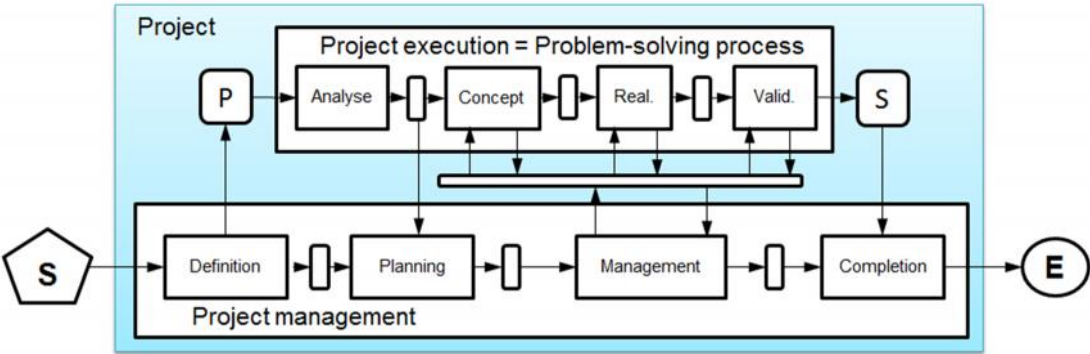 Project
Project execution = Problem-solving process
P
Analyse
Concept
Real.
Valid.
S
S
Definition
Planning
Management
Completion
E
Project management